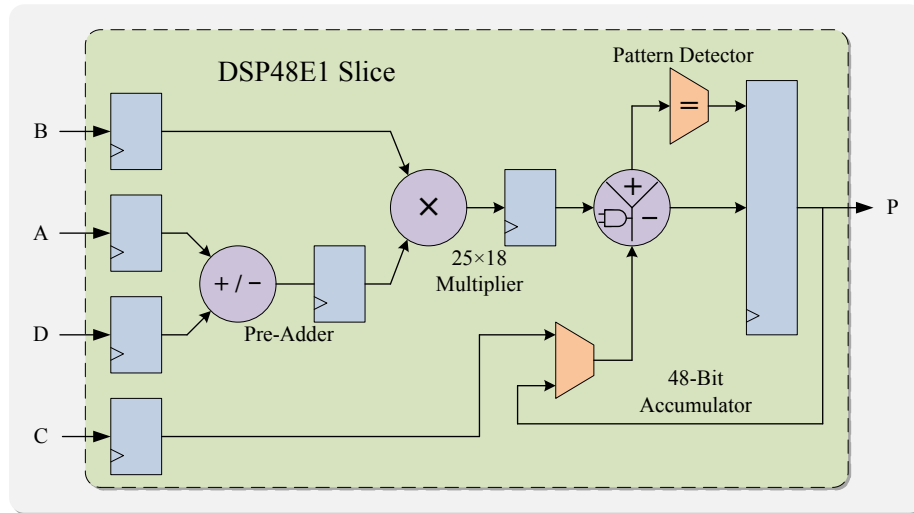 DSP48E1 Slice
Pattern Detector
=
B
A
D
C
+ / −
Pre-Adder
×
25×18
Multiplier
+
−
P
48-Bit
Accumulator